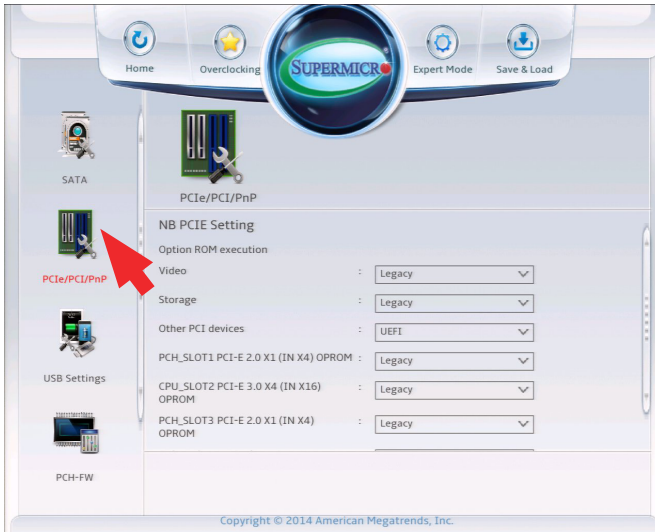 Home
Overclocking
SUPERMICRO
Expert Mode
Save & Load
SATA
PCIe/PCI/PnP
USB Settings
PCH-FW
PCIe/PCI/PnP
NB PCIE Setting
Option ROM execution
Video : Legacy
Storage : Legacy
Other PCI devices : UEFI
PCH_SLOT1 PCI-E 2.0 X1 (IN X4) OPROM : Legacy
CPU_SLOT2 PCI-E 3.0 X4 (IN X16) : Legacy
OPROM
PCH_SLOT3 PCI-E 2.0 X1 (IN X4) : Legacy
OPROM
Copyright © 2014 American Megatrends, Inc.